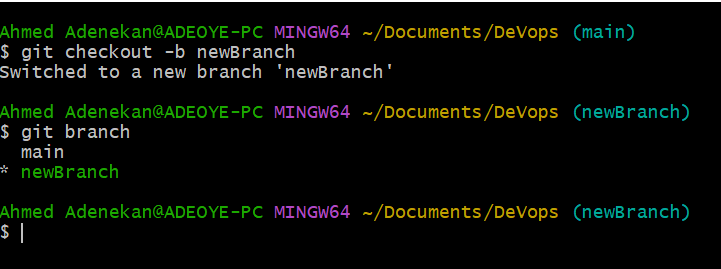 Ahmed Adenekan@ADEOYE-PC MINGW64 ~/Documents/DeVops (main)
$ git checkout -b newBranch
Switched to a new branch 'newBranch'
Ahmed Adenekan@ADEOYE-PC MINGW64 ~/Documents/DeVops (newBranch)
$ git branch
  main
* newBranch
Ahmed Adenekan@ADEOYE-PC MINGW64 ~/Documents/DeVops (newBranch)
$